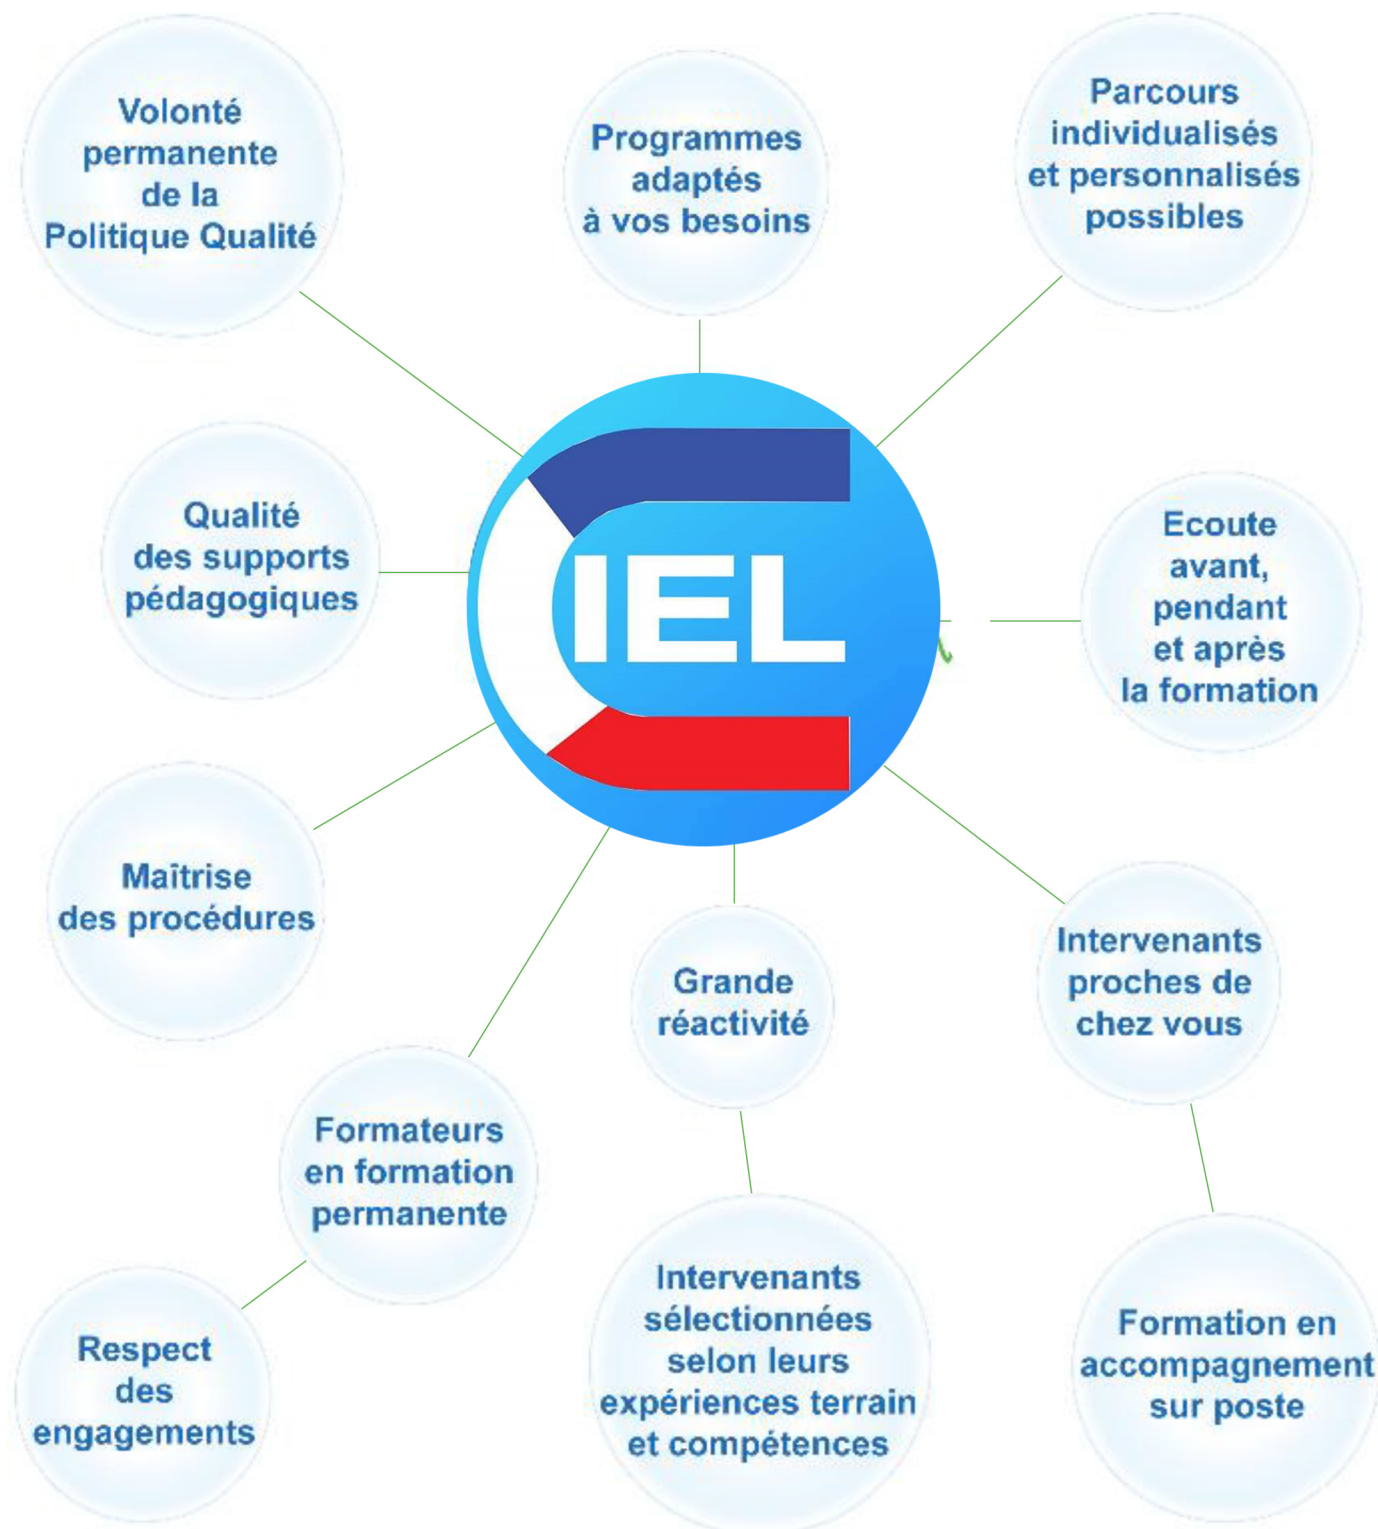 Volonté
permanente
de la
Politique Qualité
Programmes
adaptés
à vos besoins
Parcours
individualisés
et personnalisés
possibles
Qualité
des supports
pédagogiques
CIEL
Ecoute
avant,
pendant
et après
la formation
Maîtrise
des procédures
Grande
réactivité
Intervenants
proches de
chez vous
Formateurs
en formation
permanente
Respect
des
engagements
Intervenants
sélectionnées
selon leurs
expériences terrain
et compétences
Formation en
accompagnement
sur poste